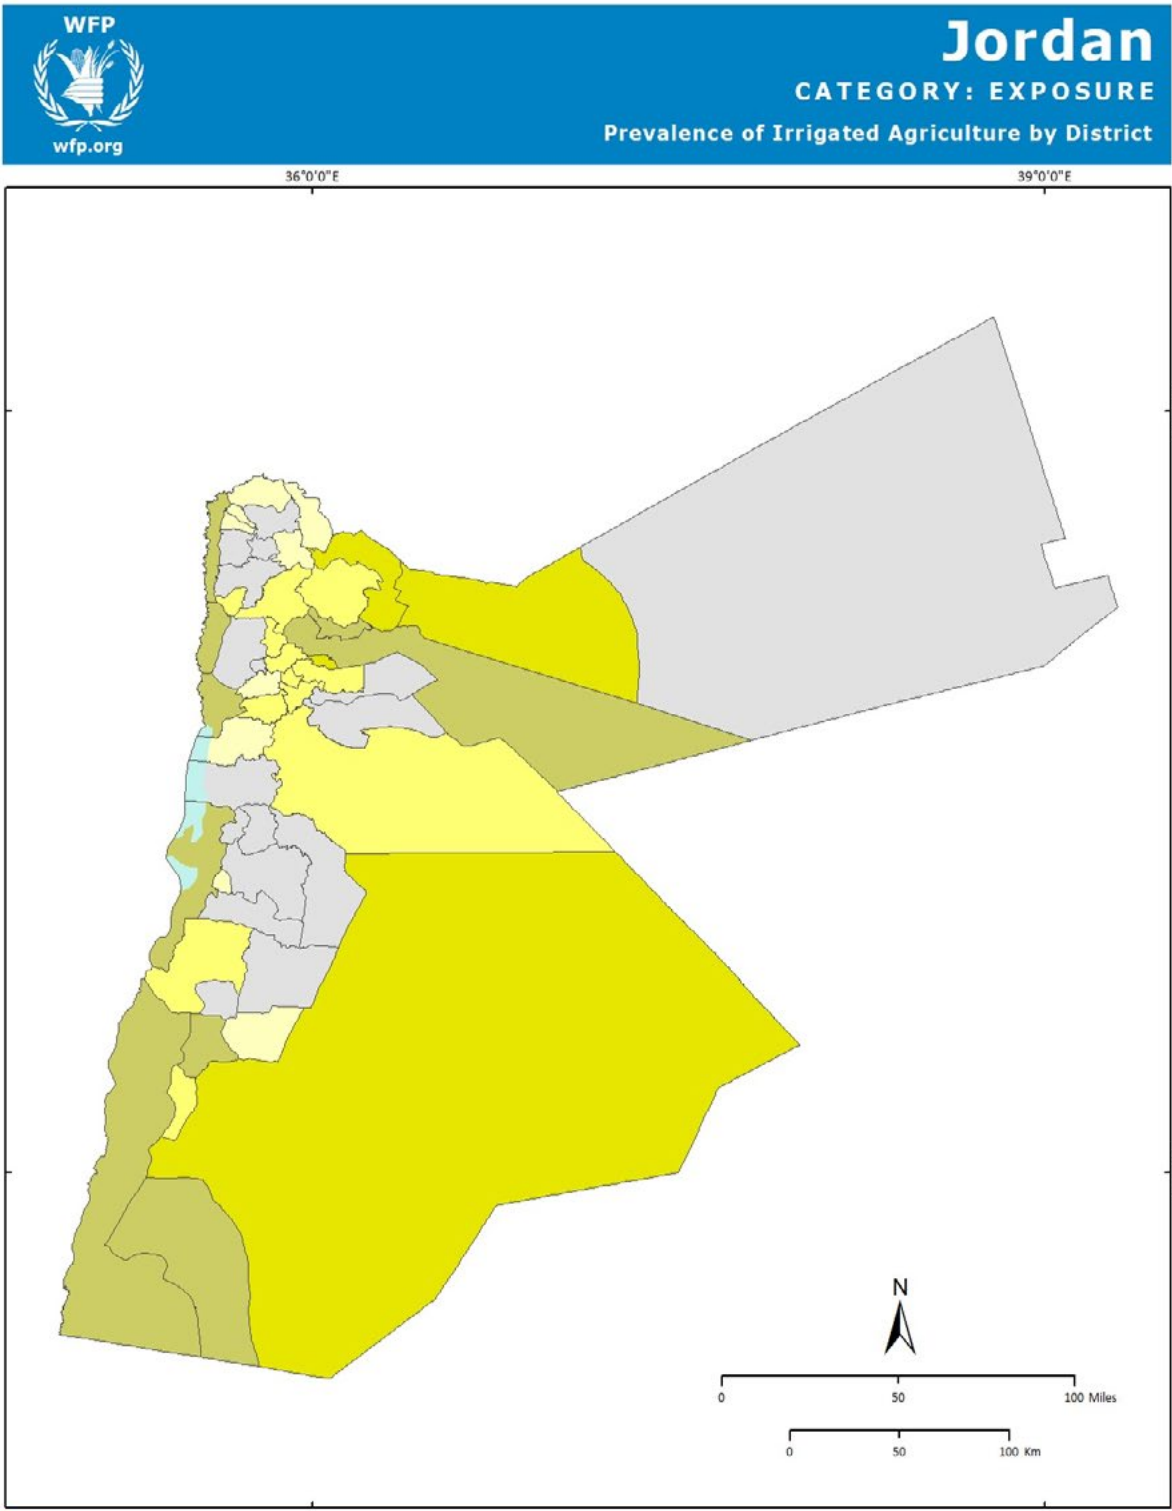 WFP
wfp.org
Jordan
CATEGORY: EXPOSURE
Prevalence of Irrigated Agriculture by District
36°0'0"E
39°0'0"E
N
0 50 100 Miles
0 50 100 Km